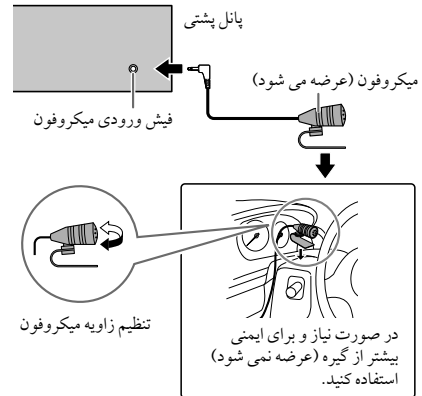 پانل پشتی
میکروفون (عرضه می شود)
فیش ورودی میکروفون
تنظیم زاویه میکروفون
در صورت نیاز و برای ایمنی
بیشتر از گیره (عرضه نمی شود)
استفاده کنید.